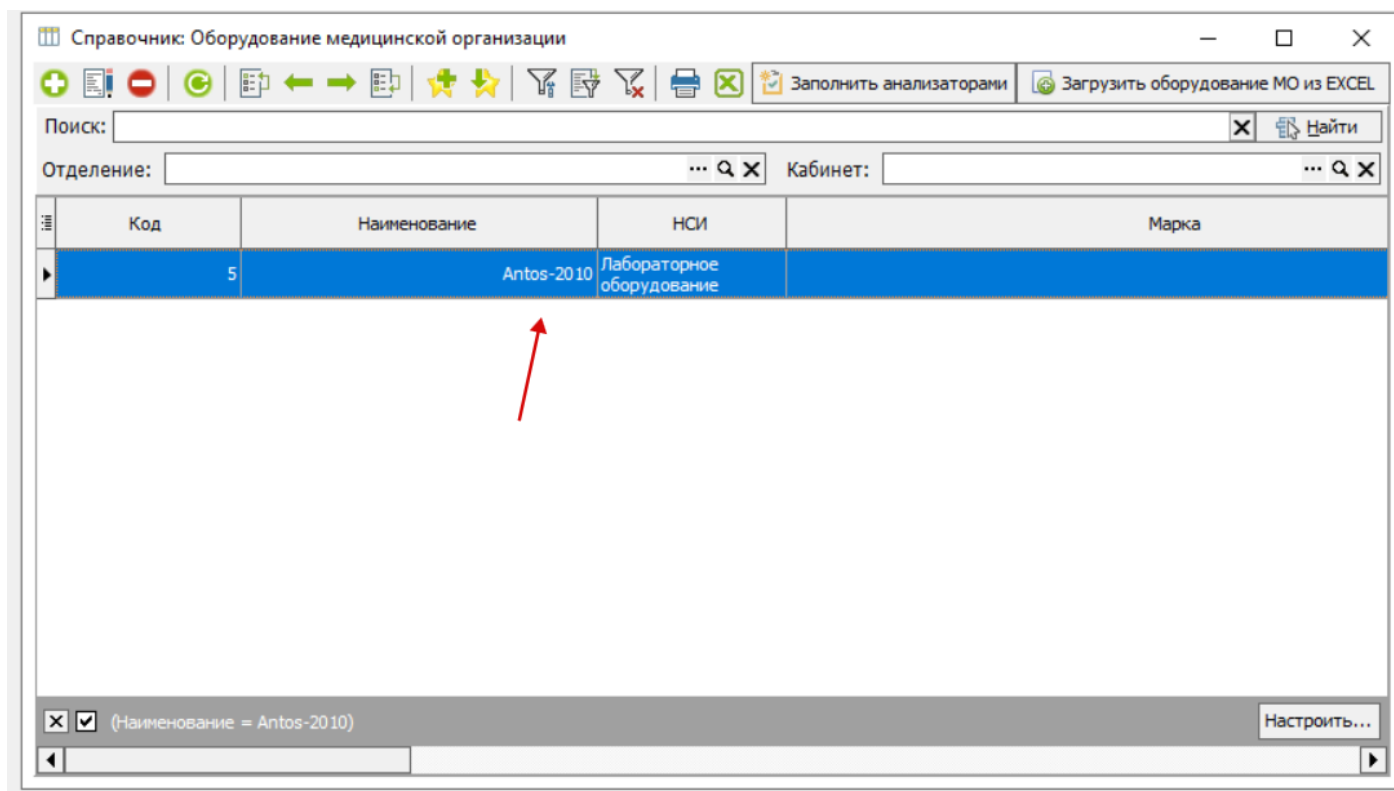 Справочник: Оборудование медицинской организации
Заполнить анализаторами Загрузить оборудование МО из EXCEL
Поиск: Найти
Отделение: Кабинет:
Код Наименование НСИ Марка
5 Antos-2010 Лабораторное
оборудование
(Наименование = Antos-2010) Настроить...